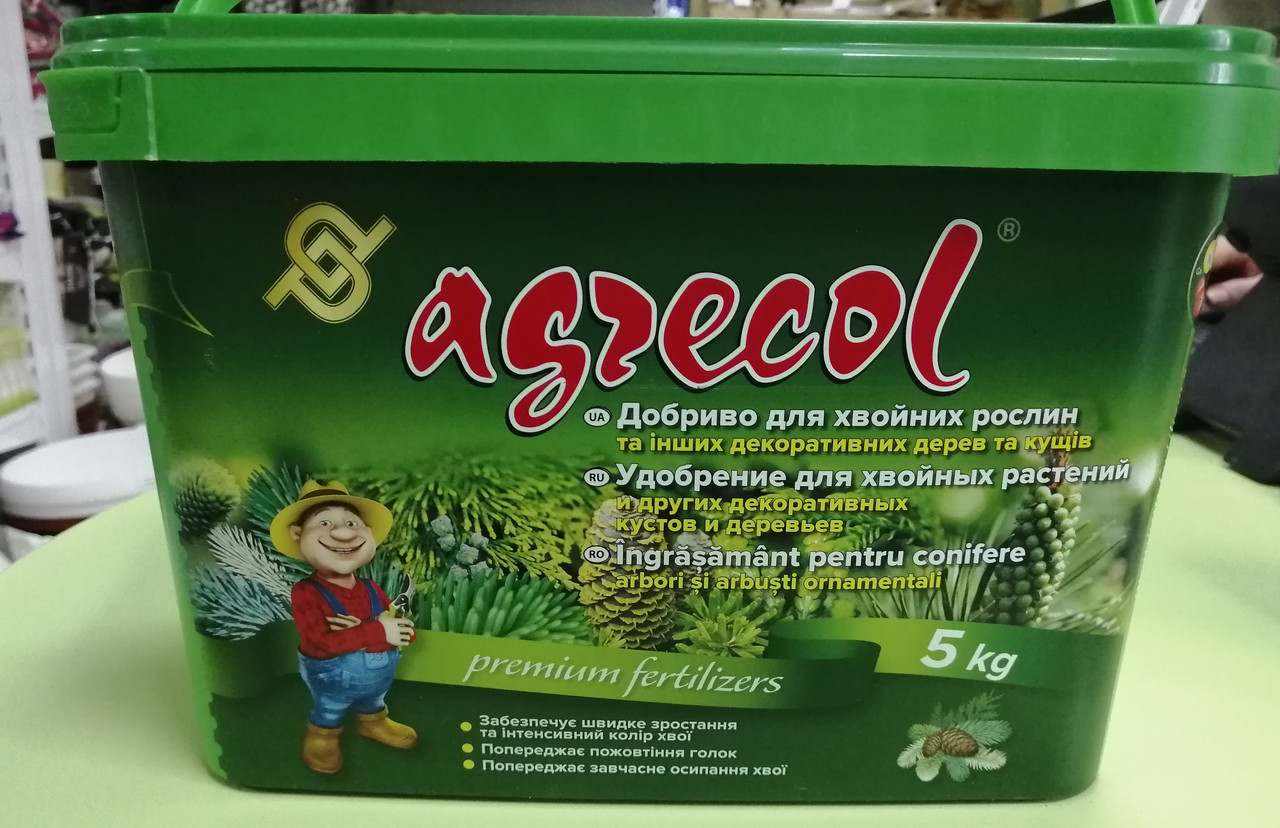 agrecol ®
UA Добриво для хвойних рослин
та інших декоративних дерев та кущів
RU Удобрение для хвойных растений
и других декоративных
кустов и деревьев
RO Îngrășământ pentru conifere
arbori și arbuști ornamentali
5 kg
premium fertilizers
Забезпечує швидке зростання
та інтенсивний колір хвої
Попереджає пожовтіння голок
Попереджає завчасне осипання хвої